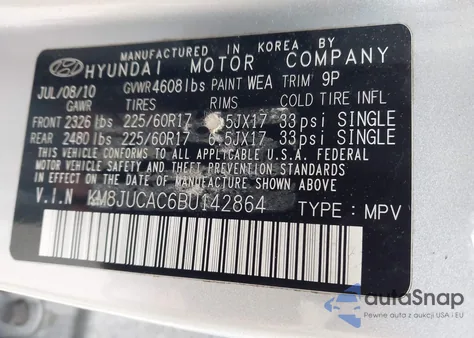 MANUFACTURED IN KOREA BY
HYUNDAI MOTOR COMPANY
JUL/08/10 GVWR4608lbs PAINT WEA TRIM 9P
GAWR TIRES RIMS COLD TIRE INFL
FRONT 2326 lbs 225/60R17 .5JX17 33psi SINGLE
REAR 2480 lbs 225/60R17 6.5JX17 33psi SINGLE
THIS VEHICLE CONFORMS TO ALL APPLICABLE U.S.A. FEDERAL
MOTOR VEHICLE SAFETY AND THEFT PREVENTION STANDARDS
IN EFFECT ON THE DATE OF MANUFACTURE SHOWN ABOVE.
V.I.N KM8JUCAC6BU142864 TYPE: MPV
autaSnap
Pewne auta z aukcji USA i EU